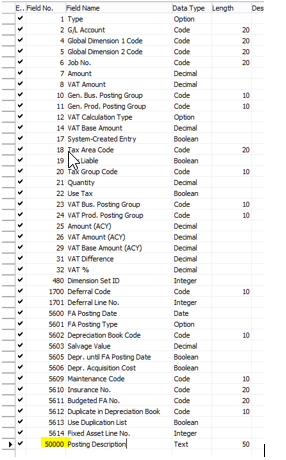 E.. Field No. Field Name Data Type Length Des
1 Type Option
2 G/L Account Code 20
4 Global Dimension 1 Code Code 20
5 Global Dimension 2 Code Code 20
6 Job No. Code 20
7 Amount Decimal
8 VAT Amount Decimal
10 Gen. Bus. Posting Group Code 10
11 Gen. Prod. Posting Group Code 10
12 VAT Calculation Type Option
14 VAT Base Amount Decimal
17 System-Created Entry Boolean
18 Tax Area Code Code 20
19 Liable Boolean
20 Tax Group Code Code 10
21 Quantity Decimal
22 Use Tax Boolean
23 VAT Bus. Posting Group Code 10
24 VAT Prod. Posting Group Code 10
25 Amount (ACY) Decimal
26 VAT Amount (ACY) Decimal
29 VAT Base Amount (ACY) Decimal
31 VAT Difference Decimal
32 VAT % Decimal
480 Dimension Set ID Integer
1700 Deferral Code Code 10
1701 Deferral Line No. Integer
5600 FA Posting Date Date
5601 FA Posting Type Option
5602 Depreciation Book Code Code 10
5603 Salvage Value Decimal
5605 Depr. until FA Posting Date Boolean
5606 Depr. Acquisition Cost Boolean
5609 Maintenance Code Code 10
5610 Insurance No. Code 20
5611 Budgeted FA No. Code 20
5612 Duplicate in Depreciation Book Code 10
5613 Use Duplication List Boolean
5614 Fixed Asset Line No. Integer
50000 Posting Description Text 50